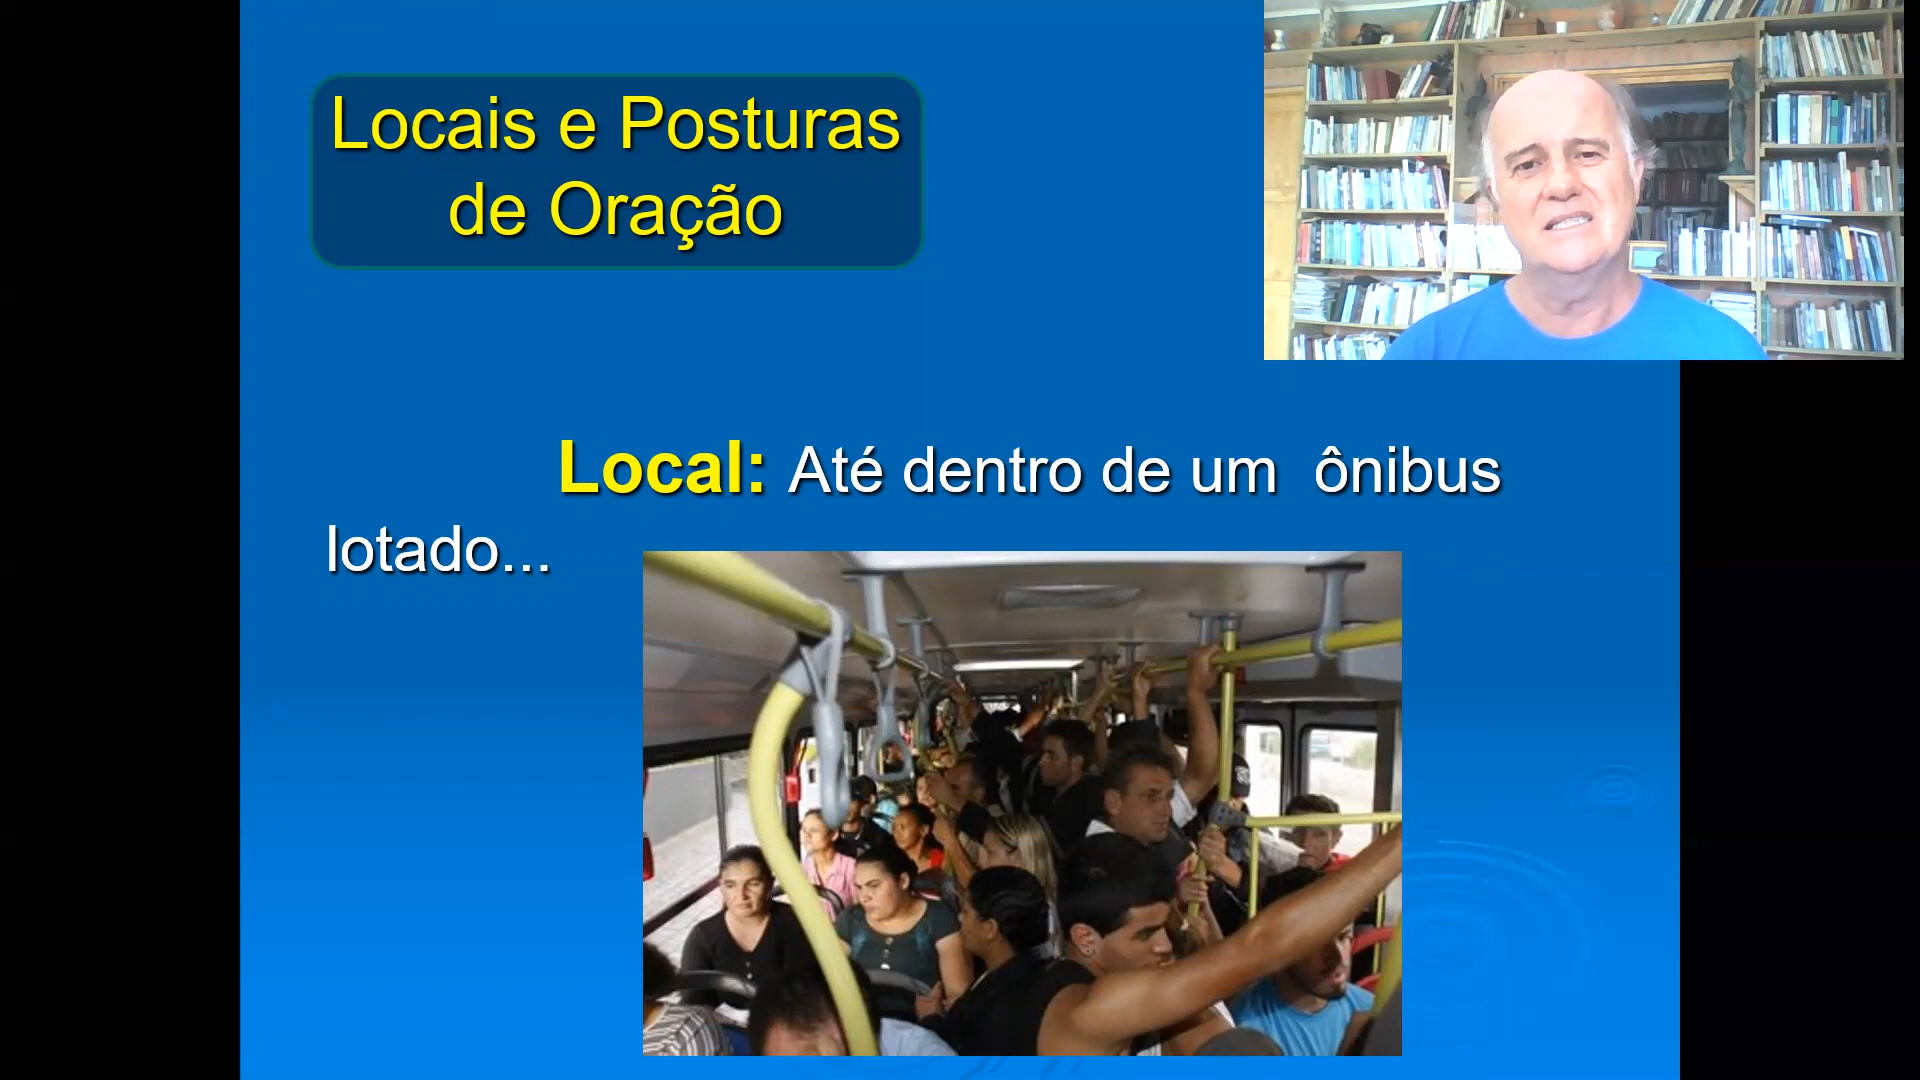 Locais e Posturas
de Oração
Local: Até dentro de um  ônibus
lotado...